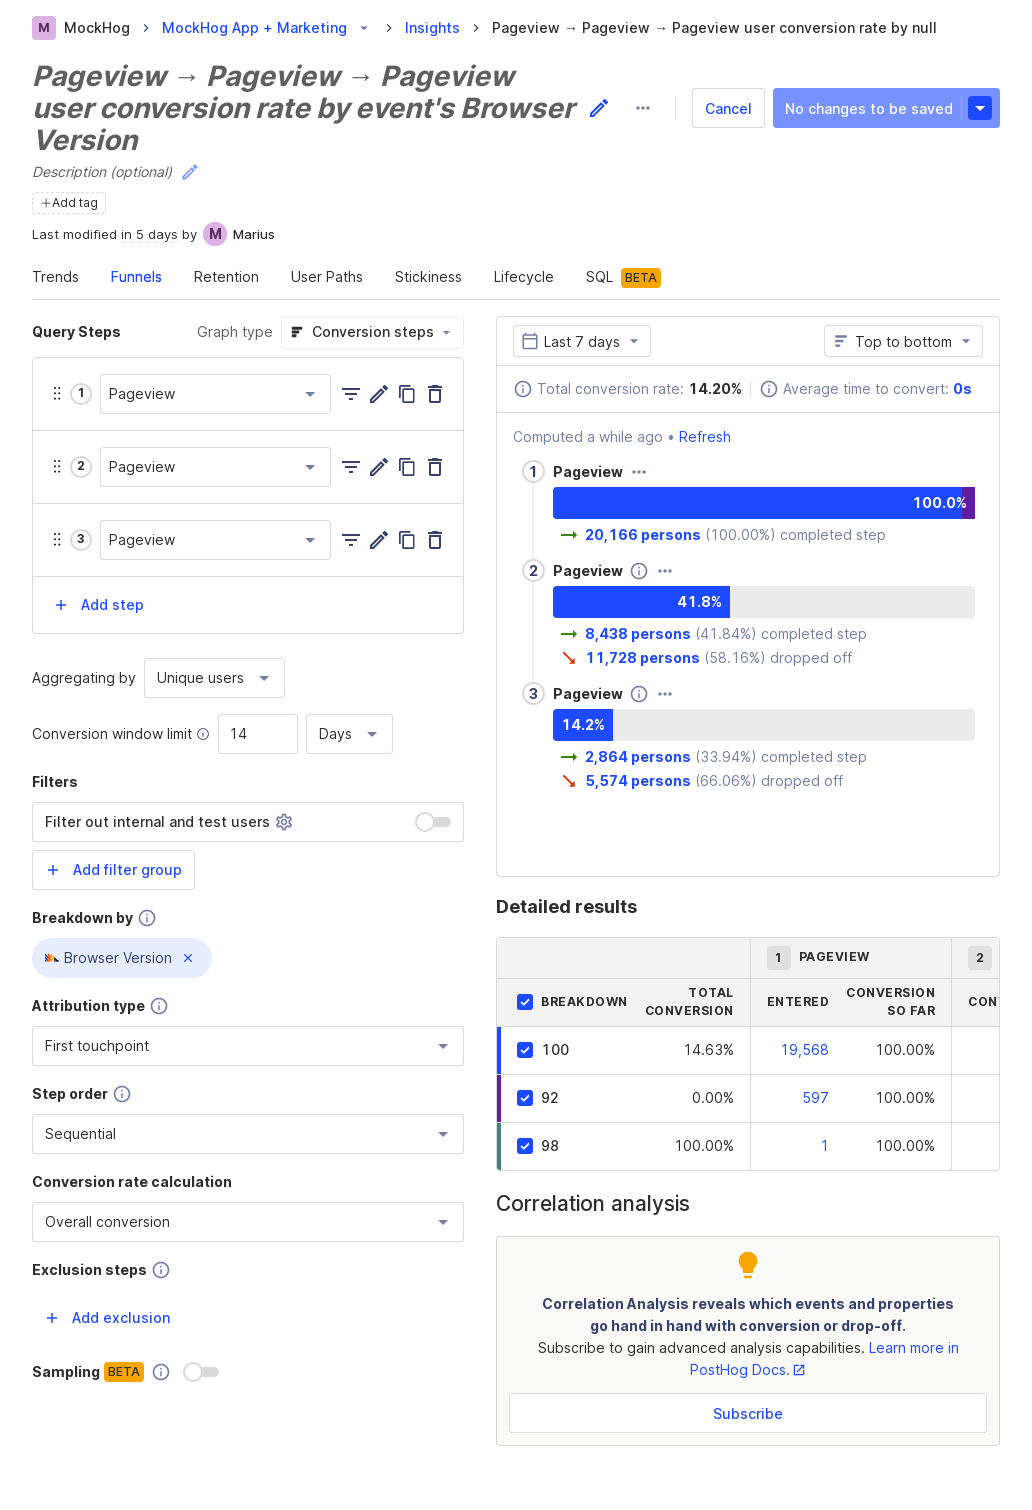 M MockHog > MockHog App + Marketing > Insights > Pageview → Pageview → Pageview user conversion rate by null
Pageview → Pageview → Pageview
user conversion rate by event's Browser
Version
Cancel
No changes to be saved
Description (optional)
+Add tag
Last modified in 5 days by M Marius
Trends Funnels Retention User Paths Stickiness Lifecycle SQL BETA
Query Steps Graph type Conversion steps
1 Pageview
2 Pageview
3 Pageview
+ Add step
Aggregating by Unique users
Conversion window limit 14 Days
Filters
Filter out internal and test users
+ Add filter group
Breakdown by
Browser Version ×
Attribution type
First touchpoint
Step order
Sequential
Conversion rate calculation
Overall conversion
Exclusion steps
+ Add exclusion
Sampling BETA
Last 7 days Top to bottom
Total conversion rate: 14.20% Average time to convert: 0s
Computed a while ago • Refresh
1 Pageview
100.0%
20,166 persons (100.00%) completed step
2 Pageview
41.8%
8,438 persons (41.84%) completed step
11,728 persons (58.16%) dropped off
3 Pageview
14.2%
2,864 persons (33.94%) completed step
5,574 persons (66.06%) dropped off
Detailed results
1 PAGEVIEW 2
BREAKDOWN TOTAL CONVERSION ENTERED CONVERSION SO FAR
100 14.63% 19,568 100.00%
92 0.00% 597 100.00%
98 100.00% 1 100.00%
Correlation analysis
Correlation Analysis reveals which events and properties
go hand in hand with conversion or drop-off.
Subscribe to gain advanced analysis capabilities. Learn more in
PostHog Docs.
Subscribe